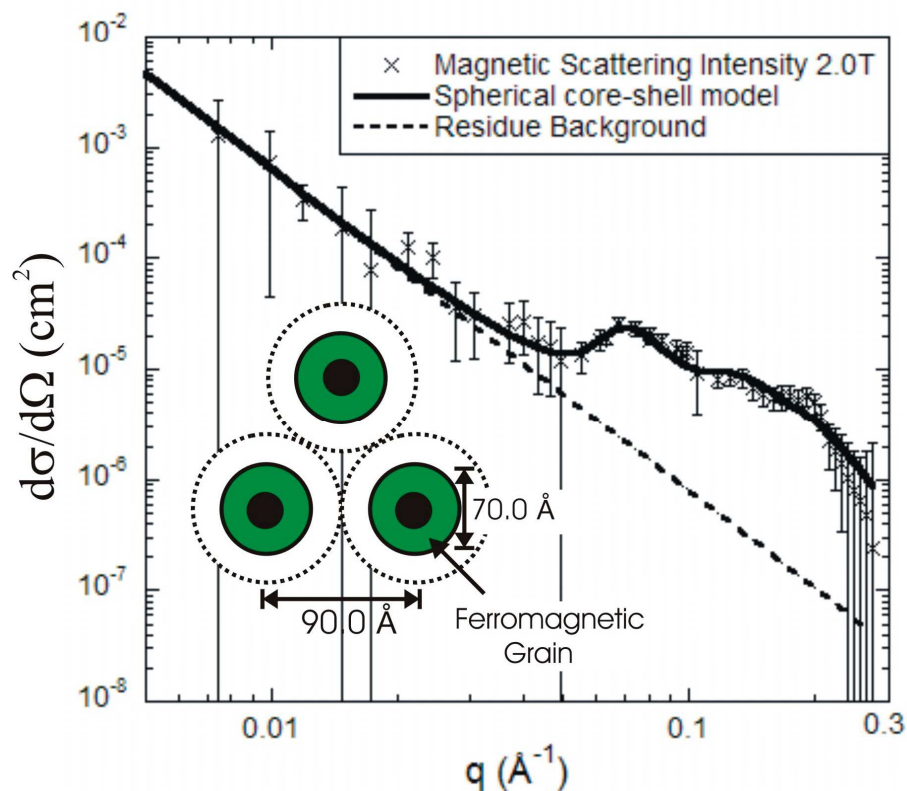 10⁻²
10⁻³
10⁻⁴
10⁻⁵
10⁻⁶
10⁻⁷
10⁻⁸
dσ/dΩ (cm²)
Magnetic Scattering Intensity 2.0T
Spherical core-shell model
Residue Background
70.0 Å
90.0 Å
Ferromagnetic
Grain
0.01
0.1
0.3
q (Å⁻¹)